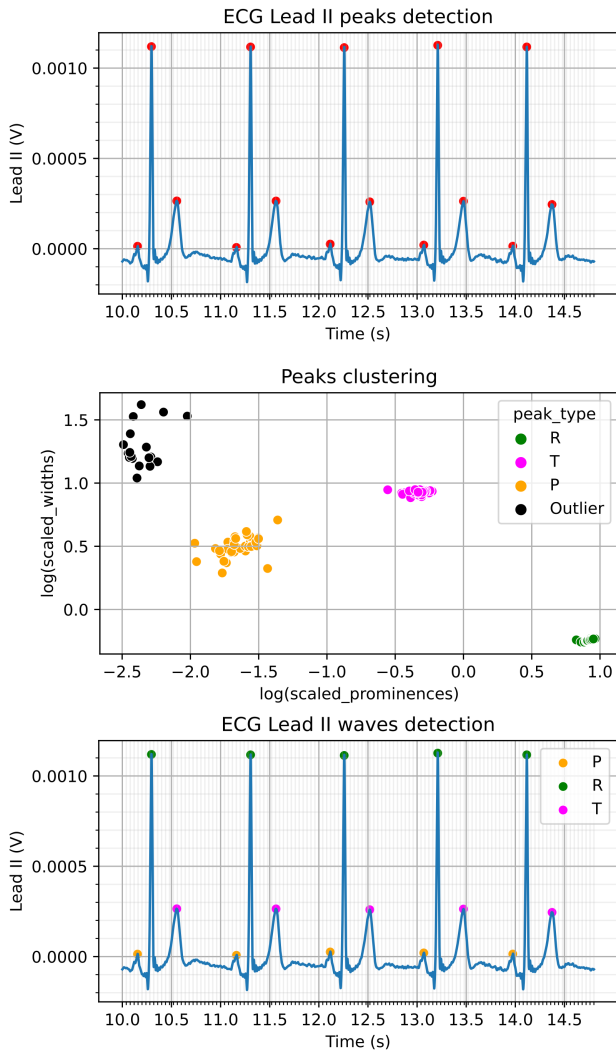 ECG Lead II peaks detection
0.0010
0.0005
0.0000
Lead II (V)
10.0 10.5 11.0 11.5 12.0 12.5 13.0 13.5 14.0 14.5
Time (s)
Peaks clustering
1.5
1.0
0.5
0.0
log(scaled_widths)
peak_type
R
T
P
Outlier
−2.5 −2.0 −1.5 −1.0 −0.5 0.0 0.5 1.0
log(scaled_prominences)
ECG Lead II waves detection
0.0010
0.0005
0.0000
Lead II (V)
P
R
T
10.0 10.5 11.0 11.5 12.0 12.5 13.0 13.5 14.0 14.5
Time (s)